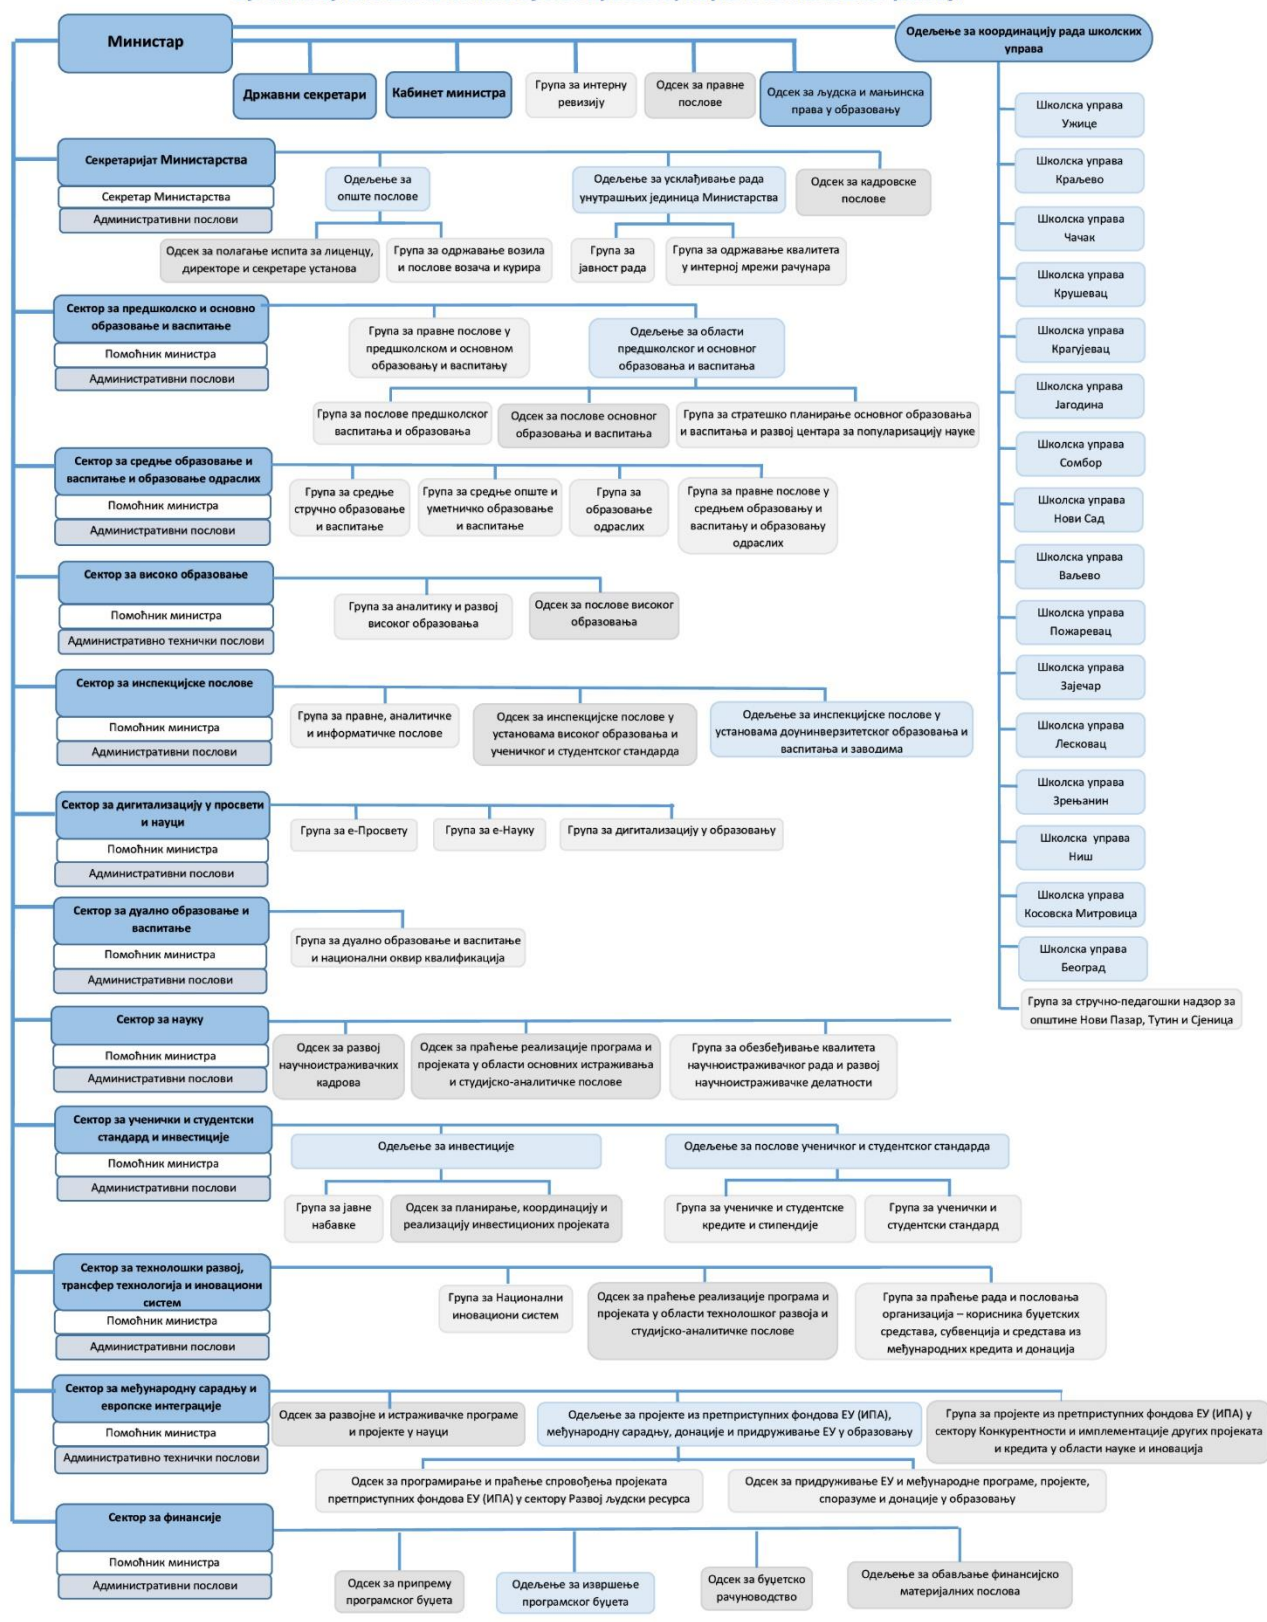 Министар
Одељење за координацију рада школских
управа
Државни секретари
Кабинет министра
Група за интерну
ревизију
Одсек за правне
послове
Одсек за људска и мањинска
права у образовању
Секретаријат Министарства
Секретар Министарства
Административни послови
Одељење за
опште послове
Одељење за усклађивање рада
унутрашњих јединица Министарства
Одсек за кадровске
послове
Одсек за полагање испита за лиценцу,
директоре и секретаре установа
Група за одржавање возила
и послове возача и курира
Група за
јавност рада
Група за одржавање квалитета
у интерној мрежи рачунара
Сектор за предшколско и основно
образовање и васпитање
Помоћник министра
Административни послови
Група за правне послове у
предшколском и основном
образовању и васпитању
Одељење за области
предшколског и основног
образовања и васпитања
Група за послове предшколског
васпитања и образовања
Одсек за послове основног
образовања и васпитања
Група за стратешко планирање основног образовања
и васпитања и развој центара за популаризацију науке
Сектор за средње образовање и
васпитање и образовање одраслих
Помоћник министра
Административни послови
Група за средње
стручно образовање
и васпитање
Група за средње опште и
уметничко образовање
и васпитање
Група за
образовање
одраслих
Група за правне послове у
средњем образовању и
васпитању и образовању
одраслих
Сектор за високо образовање
Помоћник министра
Административно технички послови
Група за аналитику и развој
високог образовања
Одсек за послове високог
образовања
Сектор за инспекцијске послове
Помоћник министра
Административни послови
Група за правне, аналитичке
и информатичке послове
Одсек за инспекцијске послове у
установама високог образовања и
ученичког и студентског стандарда
Одељење за инспекцијске послове у
установама доунинверзитетског образовања и
васпитања и заводима
Сектор за дигитализацију у просвети
и науци
Помоћник министра
Административни послови
Група за е-Просвету
Група за е-Науку
Група за дигитализацију у образовању
Сектор за дуално образовање и
васпитање
Помоћник министра
Административни послови
Група за дуално образовање и васпитање
и национални оквир квалификација
Сектор за науку
Помоћник министра
Административни послови
Одсек за развој
научноистраживачких
кадрова
Одсек за праћење реализације програма и
пројеката у области основних истраживања
и студијско-аналитичке послове
Група за обезбеђивање квалитета
научноистраживачког рада и развој
научноистраживачке делатности
Сектор за ученички и студентски
стандард и инвестиције
Помоћник министра
Административни послови
Одељење за инвестиције
Одељење за послове ученичког и студентског стандарда
Група за јавне
набавке
Одсек за планирање, координацију и
реализацију инвестиционих пројеката
Група за ученичке и студентске
кредите и стипендије
Група за ученички и
студентски стандард
Сектор за технолошки развој,
трансфер технологија и иновациони
систем
Помоћник министра
Административни послови
Група за Национални
иновациони систем
Одсек за праћење реализације програма и
пројеката у области технолошког развоја и
студијско-аналитичке послове
Група за праћење рада и пословања
организација – корисника буџетских
средстава, субвенција и средстава из
међународних кредита и донација
Сектор за међународну сарадњу и
европске интеграције
Помоћник министра
Административно технички послови
Одсек за развојне и истраживачке програме
и пројекте у науци
Одељење за пројекте из претприступних фондова ЕУ (ИПА),
међународну сарадњу, донације и придруживање ЕУ у образовању
Група за пројекте из претприступних фондова ЕУ (ИПА) у
сектору Конкурентности и имплементације других пројеката
и кредита у области науке и иновација
Одсек за програмирање и праћење спровођења пројеката
претприступних фондова ЕУ (ИПА) у сектору Развој људски ресурса
Одсек за придруживање ЕУ и међународне програме, пројекте,
споразуме и донације у образовању
Сектор за финансије
Помоћник министра
Административни послови
Одсек за припрему
програмског буџета
Одељење за извршење
програмског буџета
Одсек за буџетско
рачуноводство
Одељење за обављање финансијско
материјалних послова
Школска управа
Ужице
Школска управа
Краљево
Школска управа
Чачак
Школска управа
Крушевац
Школска управа
Крагујевац
Школска управа
Јагодина
Школска управа
Сомбор
Школска управа
Нови Сад
Школска управа
Ваљево
Школска управа
Пожаревац
Школска управа
Зајечар
Школска управа
Лесковац
Школска управа
Зрењанин
Школска управа
Ниш
Школска управа
Косовска Митровица
Школска управа
Београд
Група за стручно-педагошки надзор за
општине Нови Пазар, Тутин и Сјеница